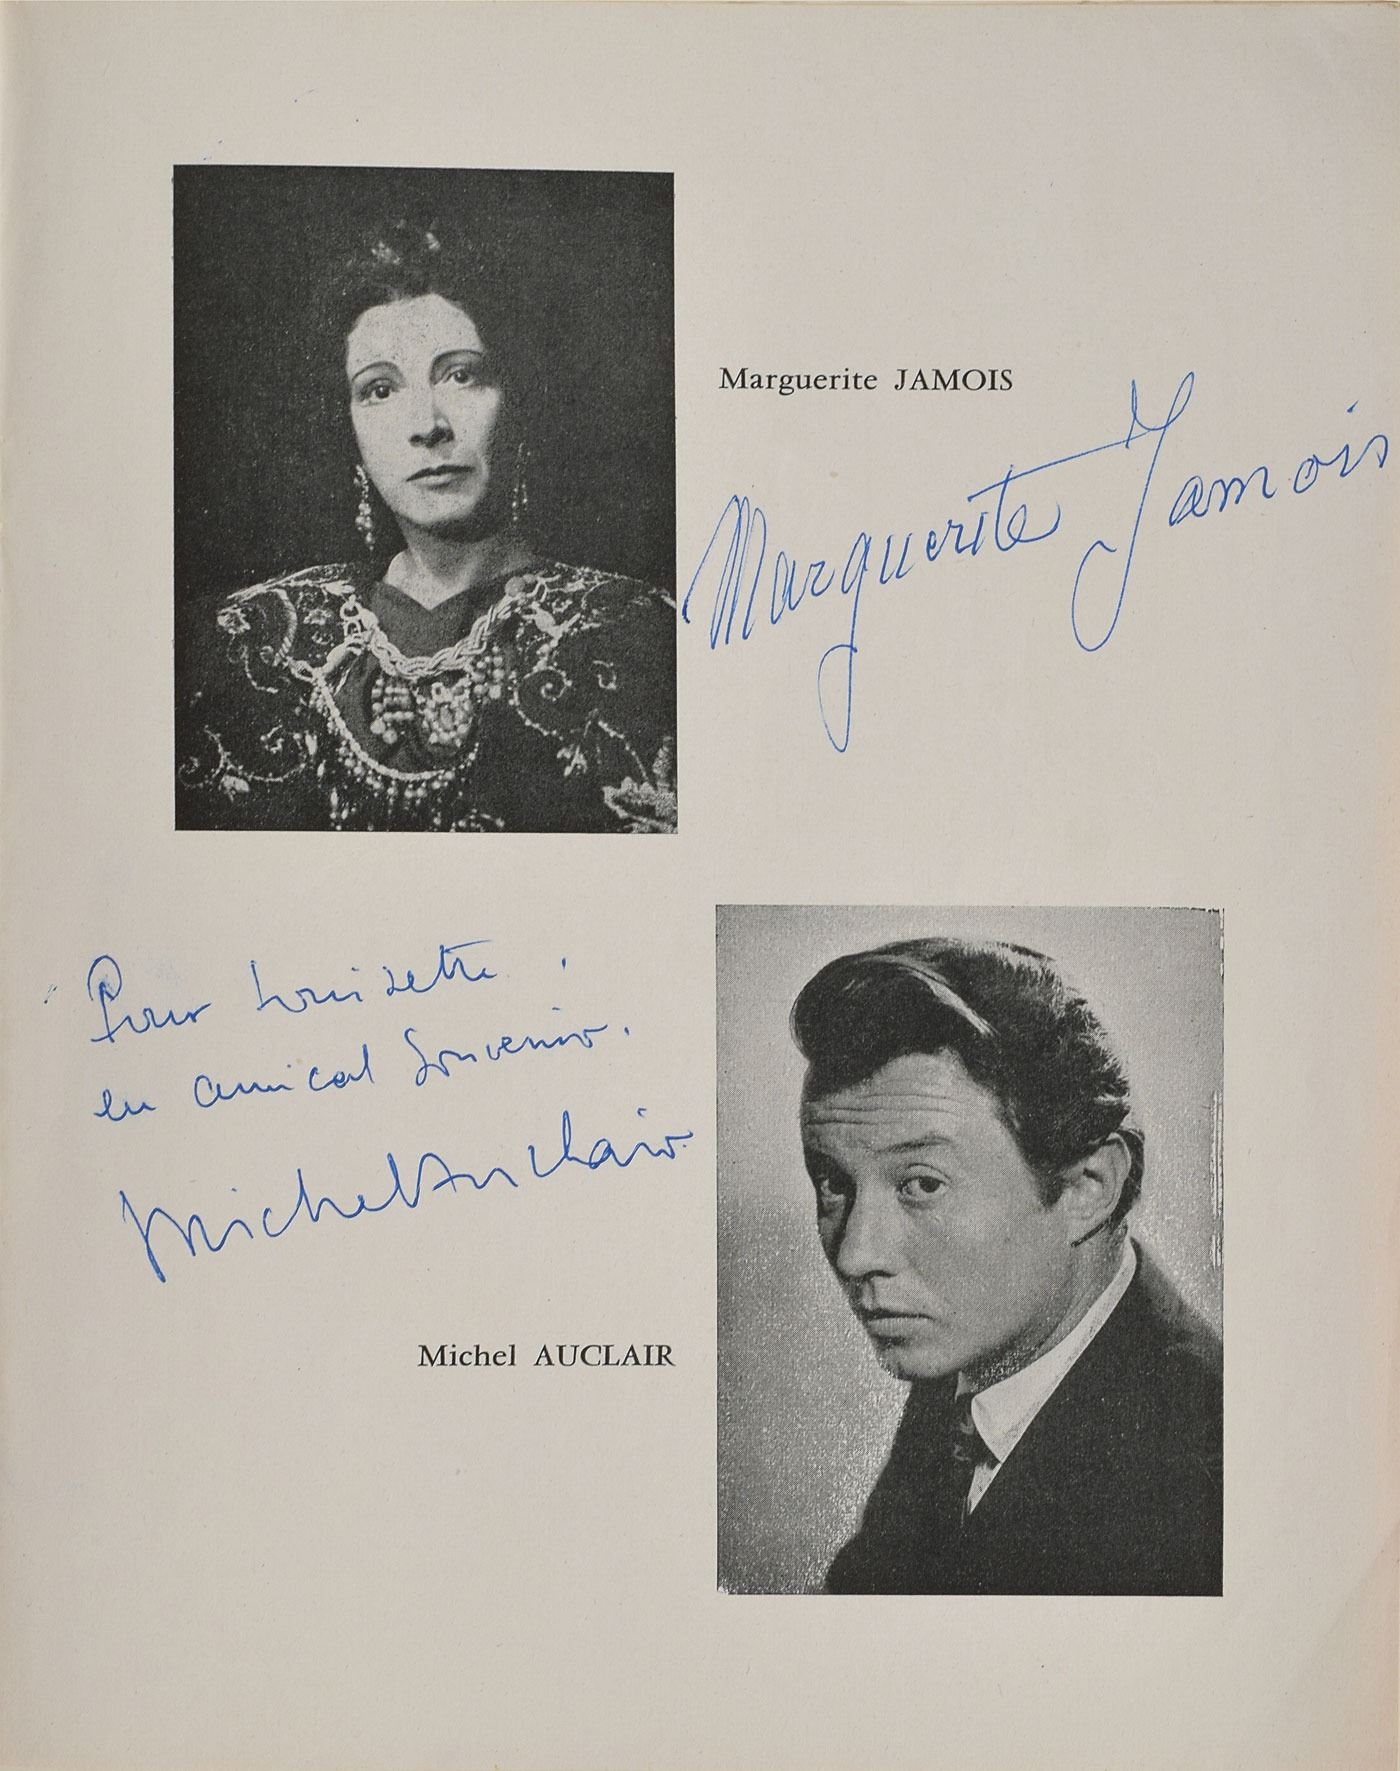 Marguerite JAMOIS
Marguerite Jamois
Pour Louisette,
en amical souvenir.
Michel Auclair.
Michel AUCLAIR